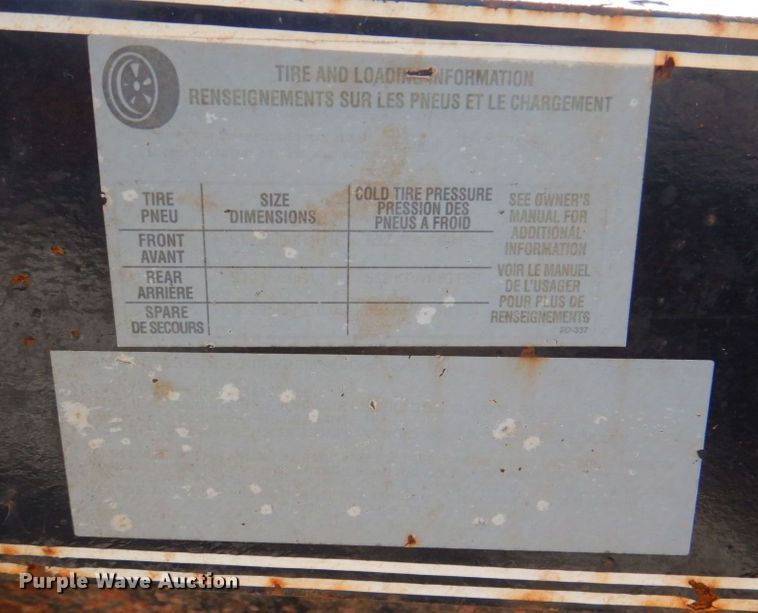 TIRE AND LOADING INFORMATION
RENSEIGNEMENTS SUR LES PNEUS ET LE CHARGEMENT
TIRE
PNEU
SIZE
DIMENSIONS
COLD TIRE PRESSURE
PRESSION DES
PNEUS A FROID
SEE OWNER'S
MANUAL FOR
ADDITIONAL
INFORMATION
VOIR LE MANUEL
DE L'USAGER
POUR PLUS DE
RENSEIGNEMENTS
FRONT
AVANT
REAR
ARRIÈRE
SPARE
DE SECOURS
Purple Wave Auction